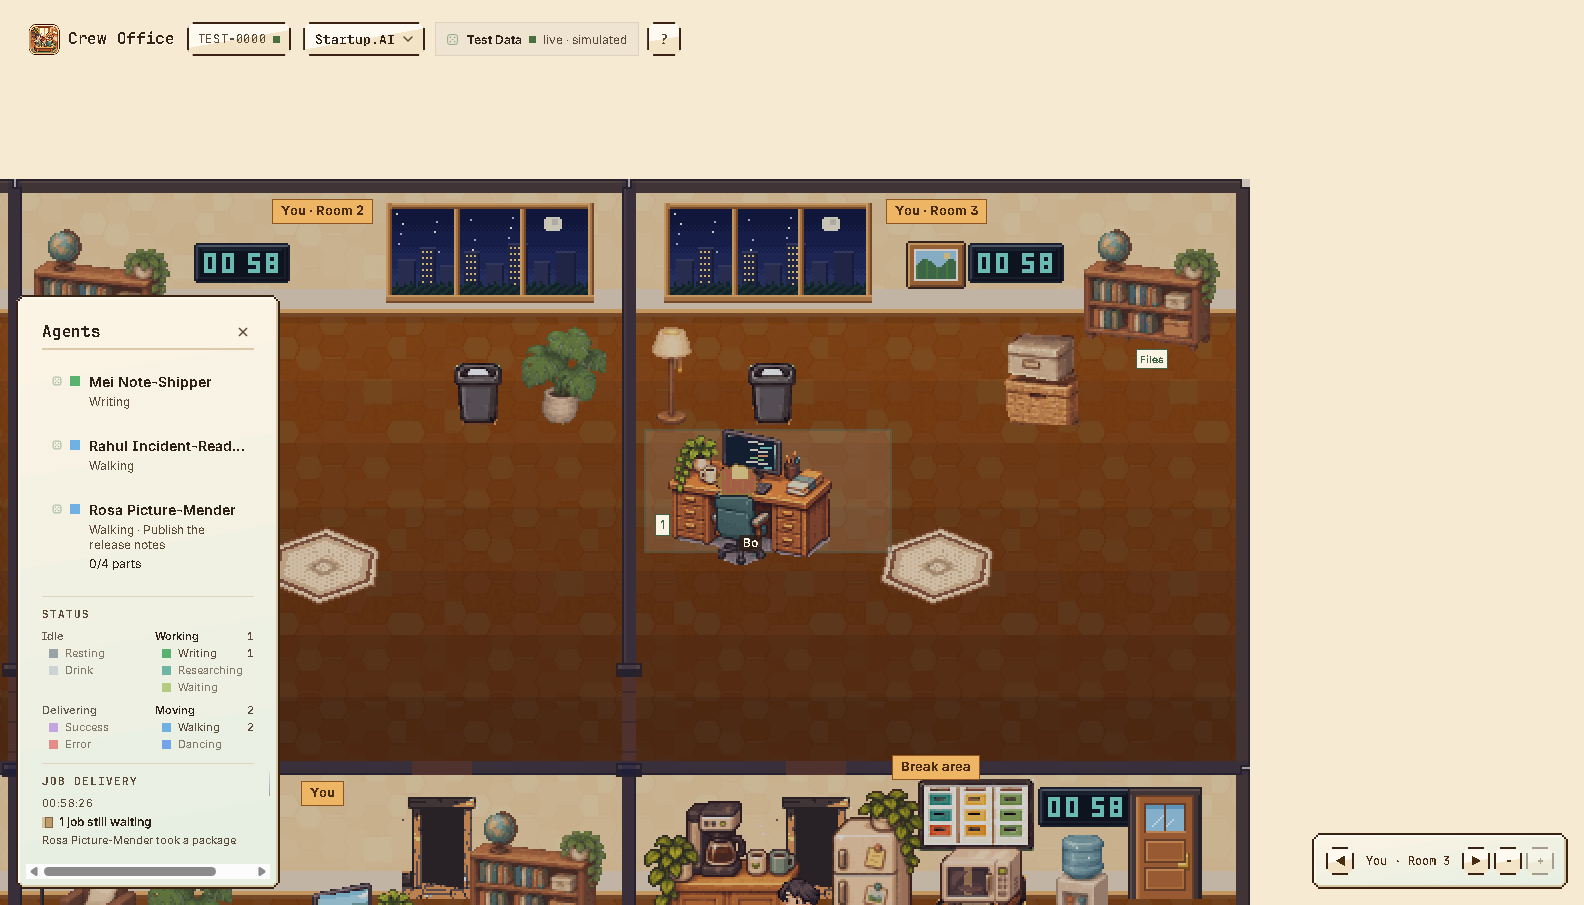 Crew Office
TEST-0000
Startup.AI
Test Data
live · simulated
?
You · Room 2
You · Room 3
00 58
00 58
Files
1
Bo
Agents
Mei Note-Shipper
Writing
Rahul Incident-Read...
Walking
Rosa Picture-Mender
Walking · Publish the
release notes
0/4 parts
STATUS
Idle
Resting
Drink
Working 1
Writing 1
Researching
Waiting
Delivering
Success
Error
Moving 2
Walking 2
Dancing
JOB DELIVERY
00:58:26
1 job still waiting
Rosa Picture-Mender took a package
You
Break area
00 58
You · Room 3
-
+